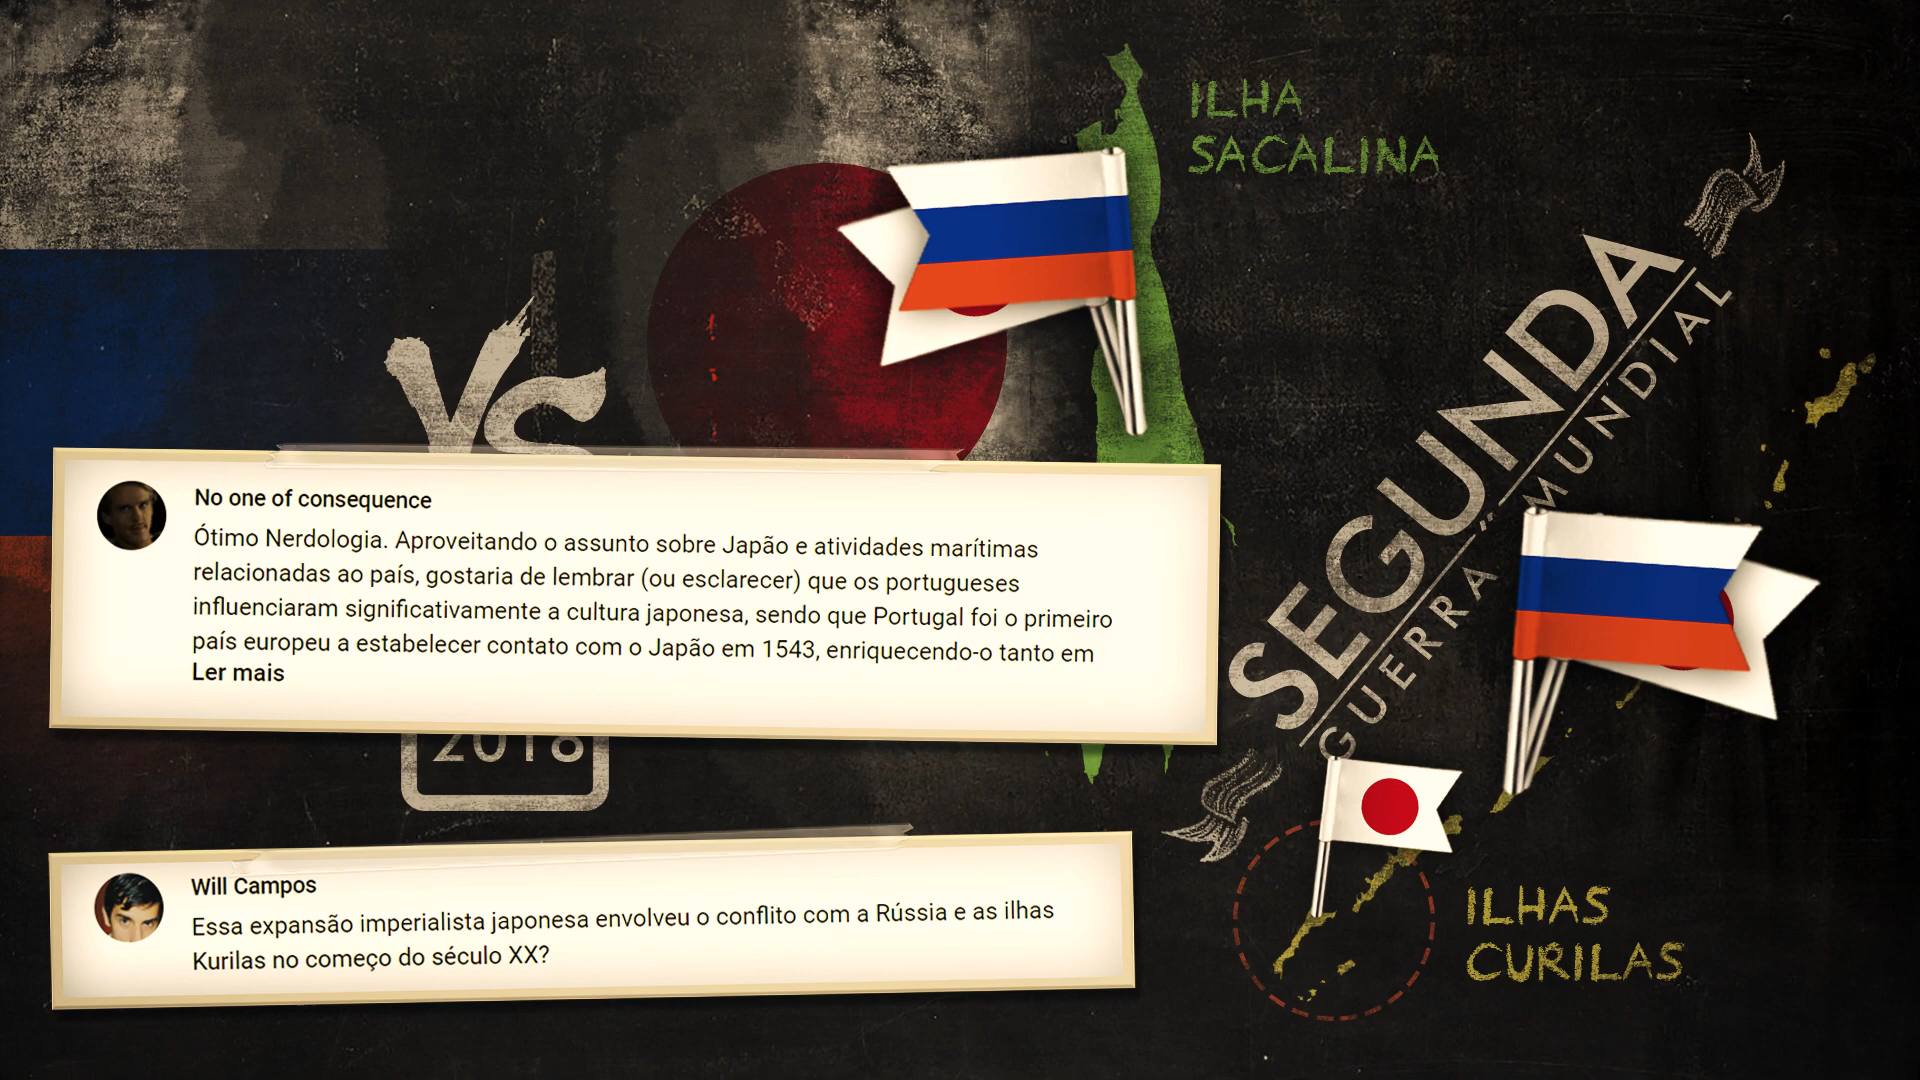 ILHA
SACALINA
VS
SEGUNDA
GUERRA MUNDIAL
No one of consequence
Ótimo Nerdologia. Aproveitando o assunto sobre Japão e atividades marítimas
relacionadas ao país, gostaria de lembrar (ou esclarecer) que os portugueses
influenciaram significativamente a cultura japonesa, sendo que Portugal foi o primeiro
país europeu a estabelecer contato com o Japão em 1543, enriquecendo-o tanto em
Ler mais
2018
Will Campos
Essa expansão imperialista japonesa envolveu o conflito com a Rússia e as ilhas
Kurilas no começo do século XX?
ILHAS
CURILAS